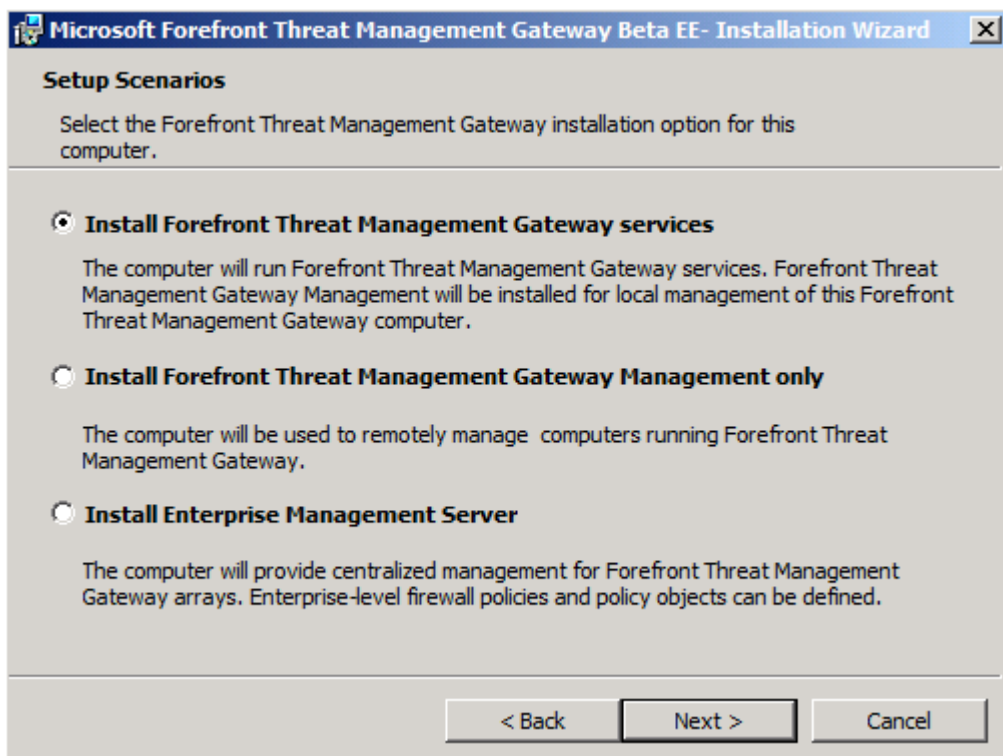 Microsoft Forefront Threat Management Gateway Beta EE- Installation Wizard
Setup Scenarios
Select the Forefront Threat Management Gateway installation option for this
computer.
Install Forefront Threat Management Gateway services
The computer will run Forefront Threat Management Gateway services. Forefront Threat
Management Gateway Management will be installed for local management of this Forefront
Threat Management Gateway computer.
Install Forefront Threat Management Gateway Management only
The computer will be used to remotely manage  computers running Forefront Threat
Management Gateway.
Install Enterprise Management Server
The computer will provide centralized management for Forefront Threat Management
Gateway arrays. Enterprise-level firewall policies and policy objects can be defined.
< Back Next > Cancel